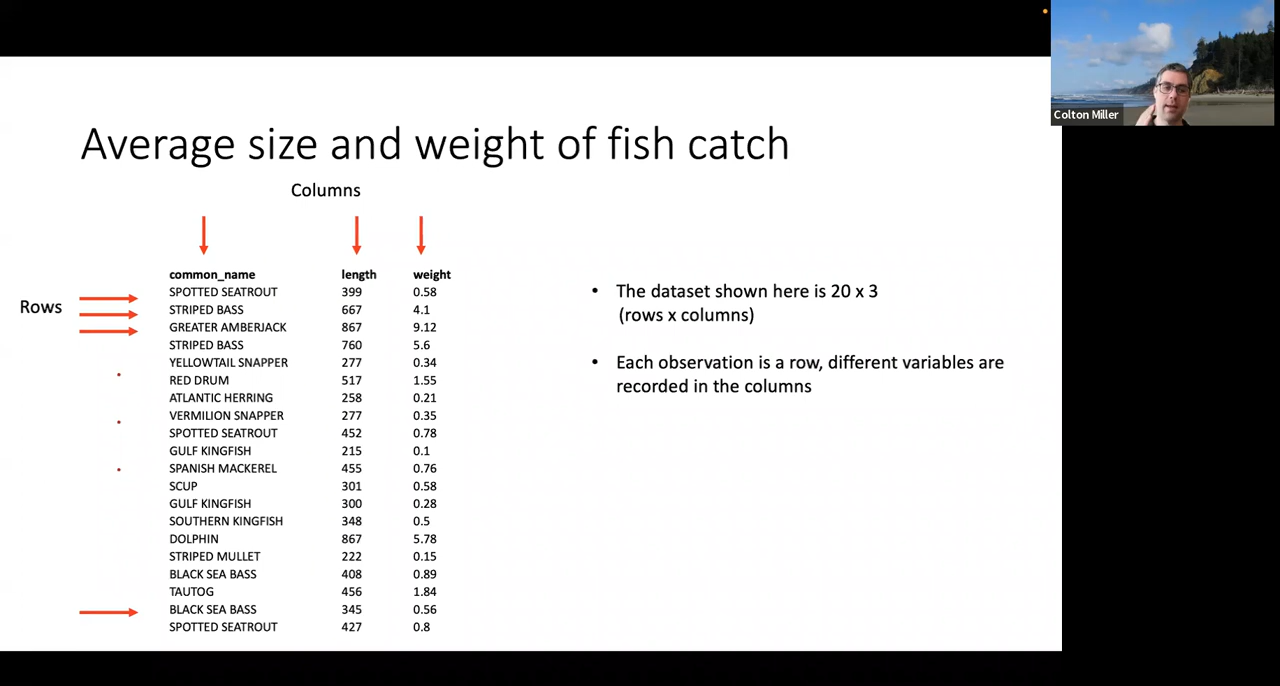 Colton Miller
Average size and weight of fish catch
Columns
Rows
common_name length weight
SPOTTED SEATROUT 399 0.58
STRIPED BASS 667 4.1
GREATER AMBERJACK 867 9.12
STRIPED BASS 760 5.6
YELLOWTAIL SNAPPER 277 0.34
RED DRUM 517 1.55
ATLANTIC HERRING 258 0.21
VERMILION SNAPPER 277 0.35
SPOTTED SEATROUT 452 0.78
GULF KINGFISH 215 0.1
SPANISH MACKEREL 455 0.76
SCUP 301 0.58
GULF KINGFISH 300 0.28
SOUTHERN KINGFISH 348 0.5
DOLPHIN 867 5.78
STRIPED MULLET 222 0.15
BLACK SEA BASS 408 0.89
TAUTOG 456 1.84
BLACK SEA BASS 345 0.56
SPOTTED SEATROUT 427 0.8
• The dataset shown here is 20 x 3
(rows x columns)
• Each observation is a row, different variables are
recorded in the columns